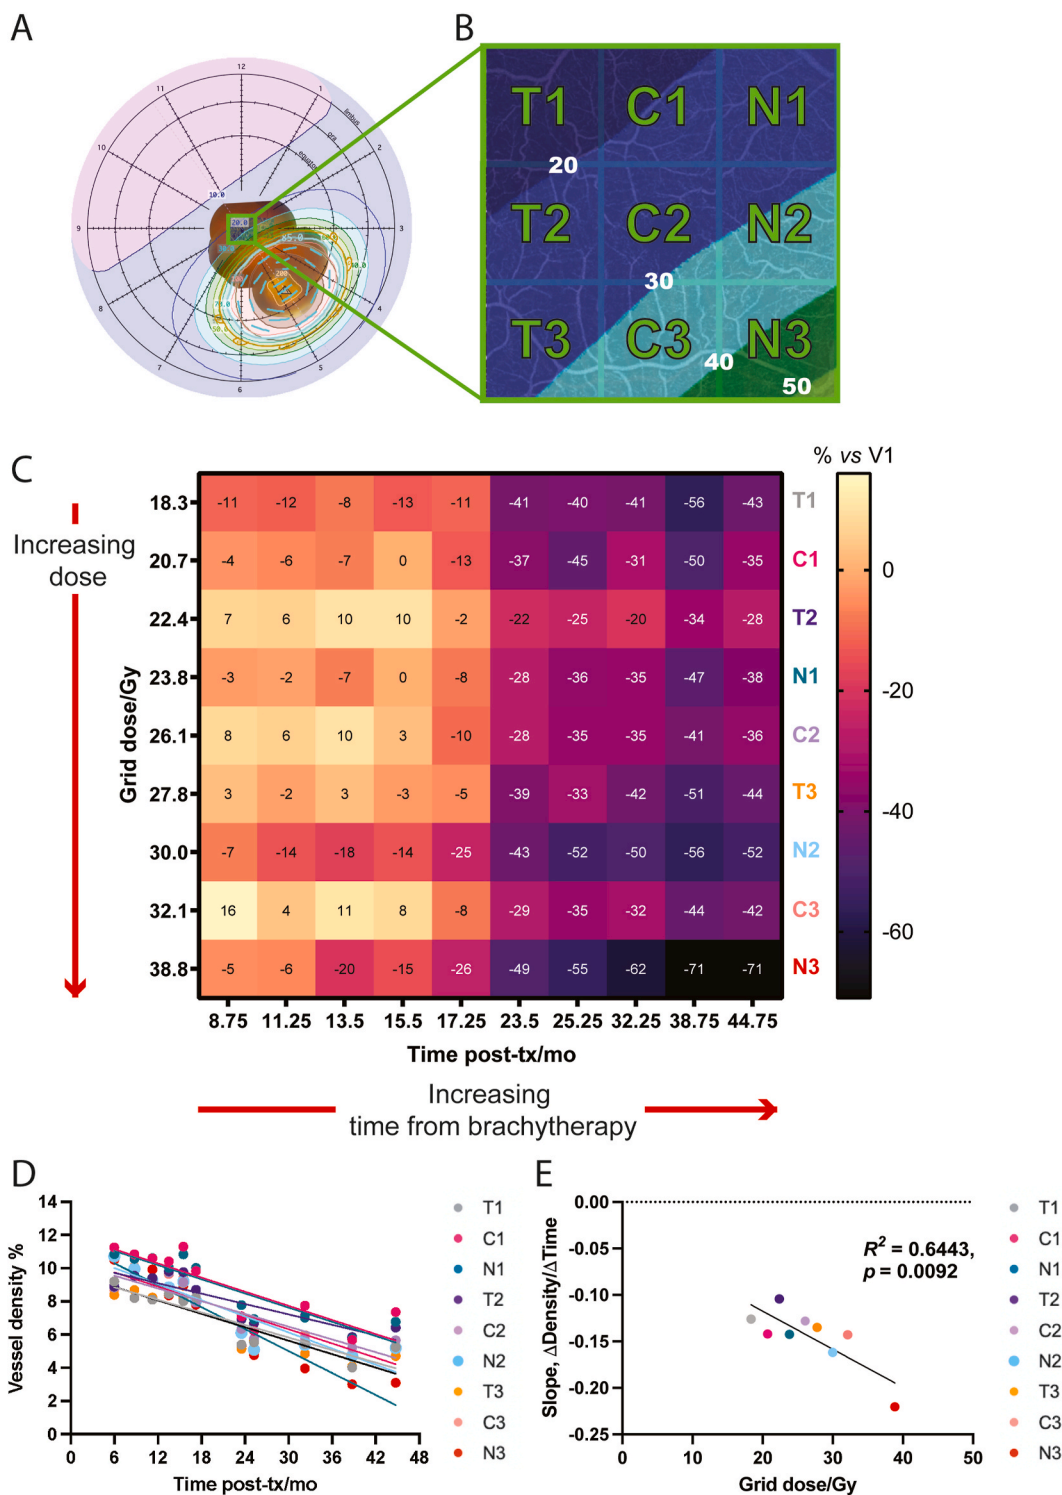 A
B
12
11
1
limbus
ora
equator
10
2
10.0
9
20.0
3
85.0
200
70.0
50.0
8
4
7
5
6
T1 C1 N1
20
T2 C2 N2
30
T3 C3 N3
40
50
C
% vs V1
Increasing
dose
Grid dose/Gy
18.3 -11 -12 -8 -13 -11 -41 -40 -41 -56 -43 T1
20.7 -4 -6 -7 0 -13 -37 -45 -31 -50 -35 C1
22.4 7 6 10 10 -2 -22 -25 -20 -34 -28 T2
23.8 -3 -2 -7 0 -8 -28 -36 -35 -47 -38 N1
26.1 8 6 10 3 -10 -28 -35 -35 -41 -36 C2
27.8 3 -2 3 -3 -5 -39 -33 -42 -51 -44 T3
30.0 -7 -14 -18 -14 -25 -43 -52 -50 -56 -52 N2
32.1 16 4 11 8 -8 -29 -35 -32 -44 -42 C3
38.8 -5 -6 -20 -15 -26 -49 -55 -62 -71 -71 N3
0
-20
-40
-60
8.75 11.25 13.5 15.5 17.25 23.5 25.25 32.25 38.75 44.75
Time post-tx/mo
Increasing
time from brachytherapy
D
Vessel density %
14
12
10
8
6
4
2
0
0 6 12 18 24 30 36 42 48
Time post-tx/mo
T1
C1
N1
T2
C2
N2
T3
C3
N3
E
Slope, ΔDensity/ΔTime
0.00
-0.05
-0.10
-0.15
-0.20
-0.25
R² = 0.6443,
p = 0.0092
0 10 20 30 40 50
Grid dose/Gy
T1
C1
N1
T2
C2
N2
T3
C3
N3